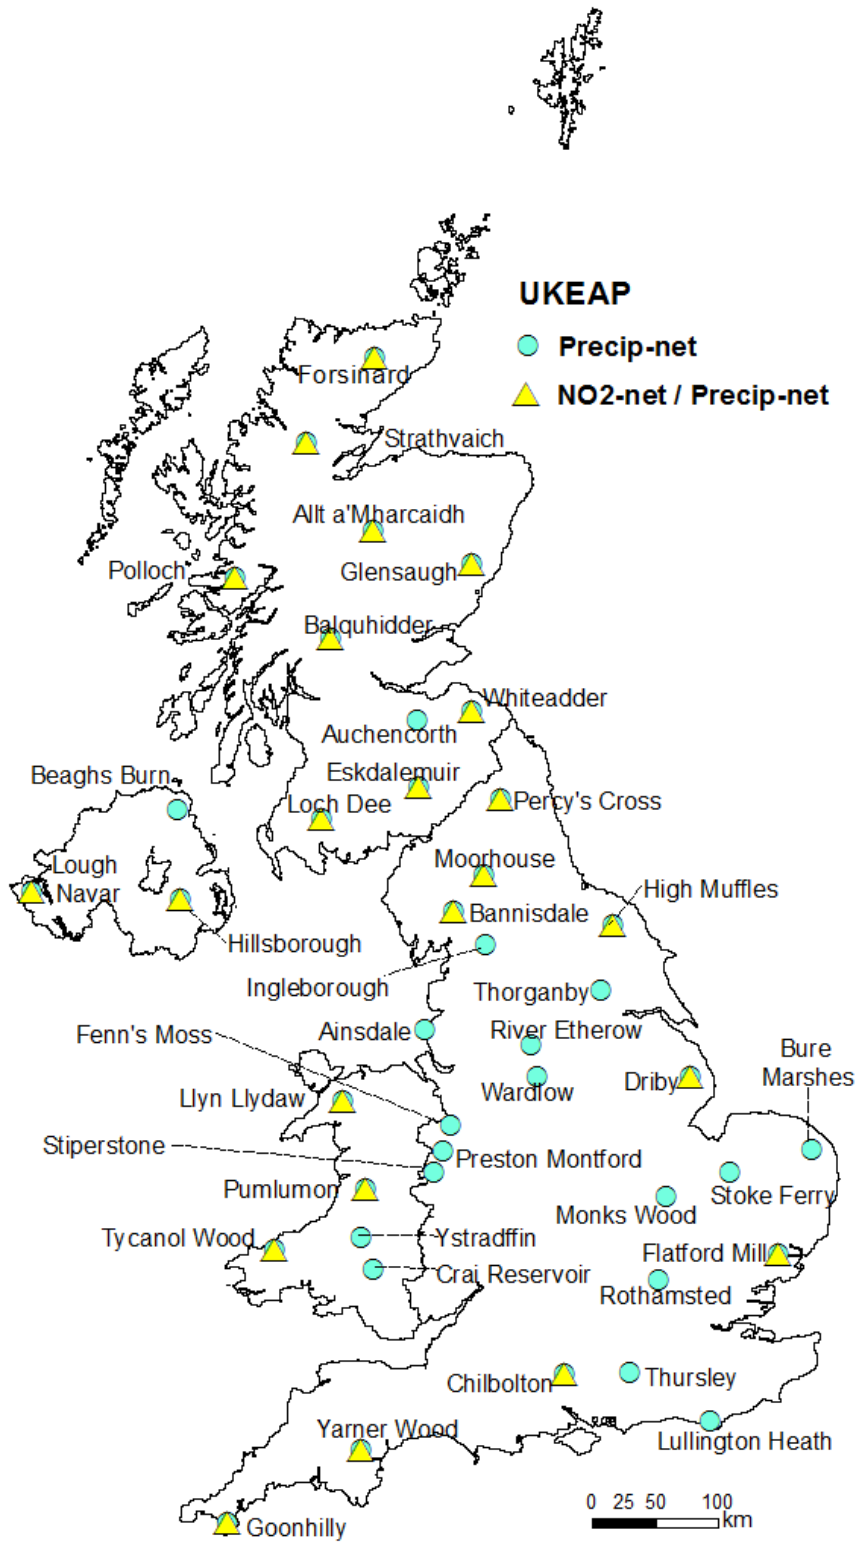 UKEAP
Precip-net
NO2-net / Precip-net
Forsinard
Strathvaich
Allt a'Mharcaidh
Polloch
Glensaugh
Balquhidder
Whiteadder
Auchencorth
Beaghs Burn
Eskdalemuir
Loch Dee
Percy's Cross
Lough
Navar
Moorhouse
High Muffles
Bannisdale
Hillsborough
Ingleborough
Thorganby
Fenn's Moss
Ainsdale
River Etherow
Bure
Marshes
Wardlow
Driby
Llyn Llydaw
Stiperstone
Preston Montford
Pumlumon
Stoke Ferry
Monks Wood
Tycanol Wood
Ystradffin
Flatford Mill
Crai Reservoir
Rothamsted
Chilbolton
Thursley
Yarner Wood
Lullington Heath
0 25 50 100
km
Goonhilly